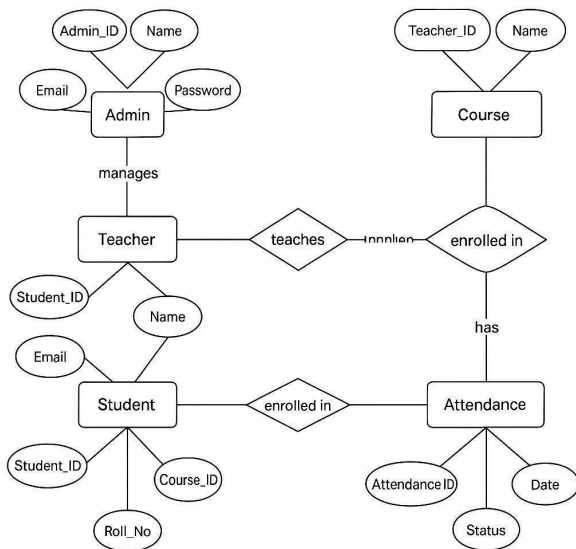 Admin_ID
Name
Teacher_ID
Name
Email
Password
Admin
Course
manages
Teacher
teaches
enrolled in
Student_ID
Name
has
Email
Student
enrolled in
Attendance
Student_ID
Course_ID
Attendance ID
Date
Roll_No
Status